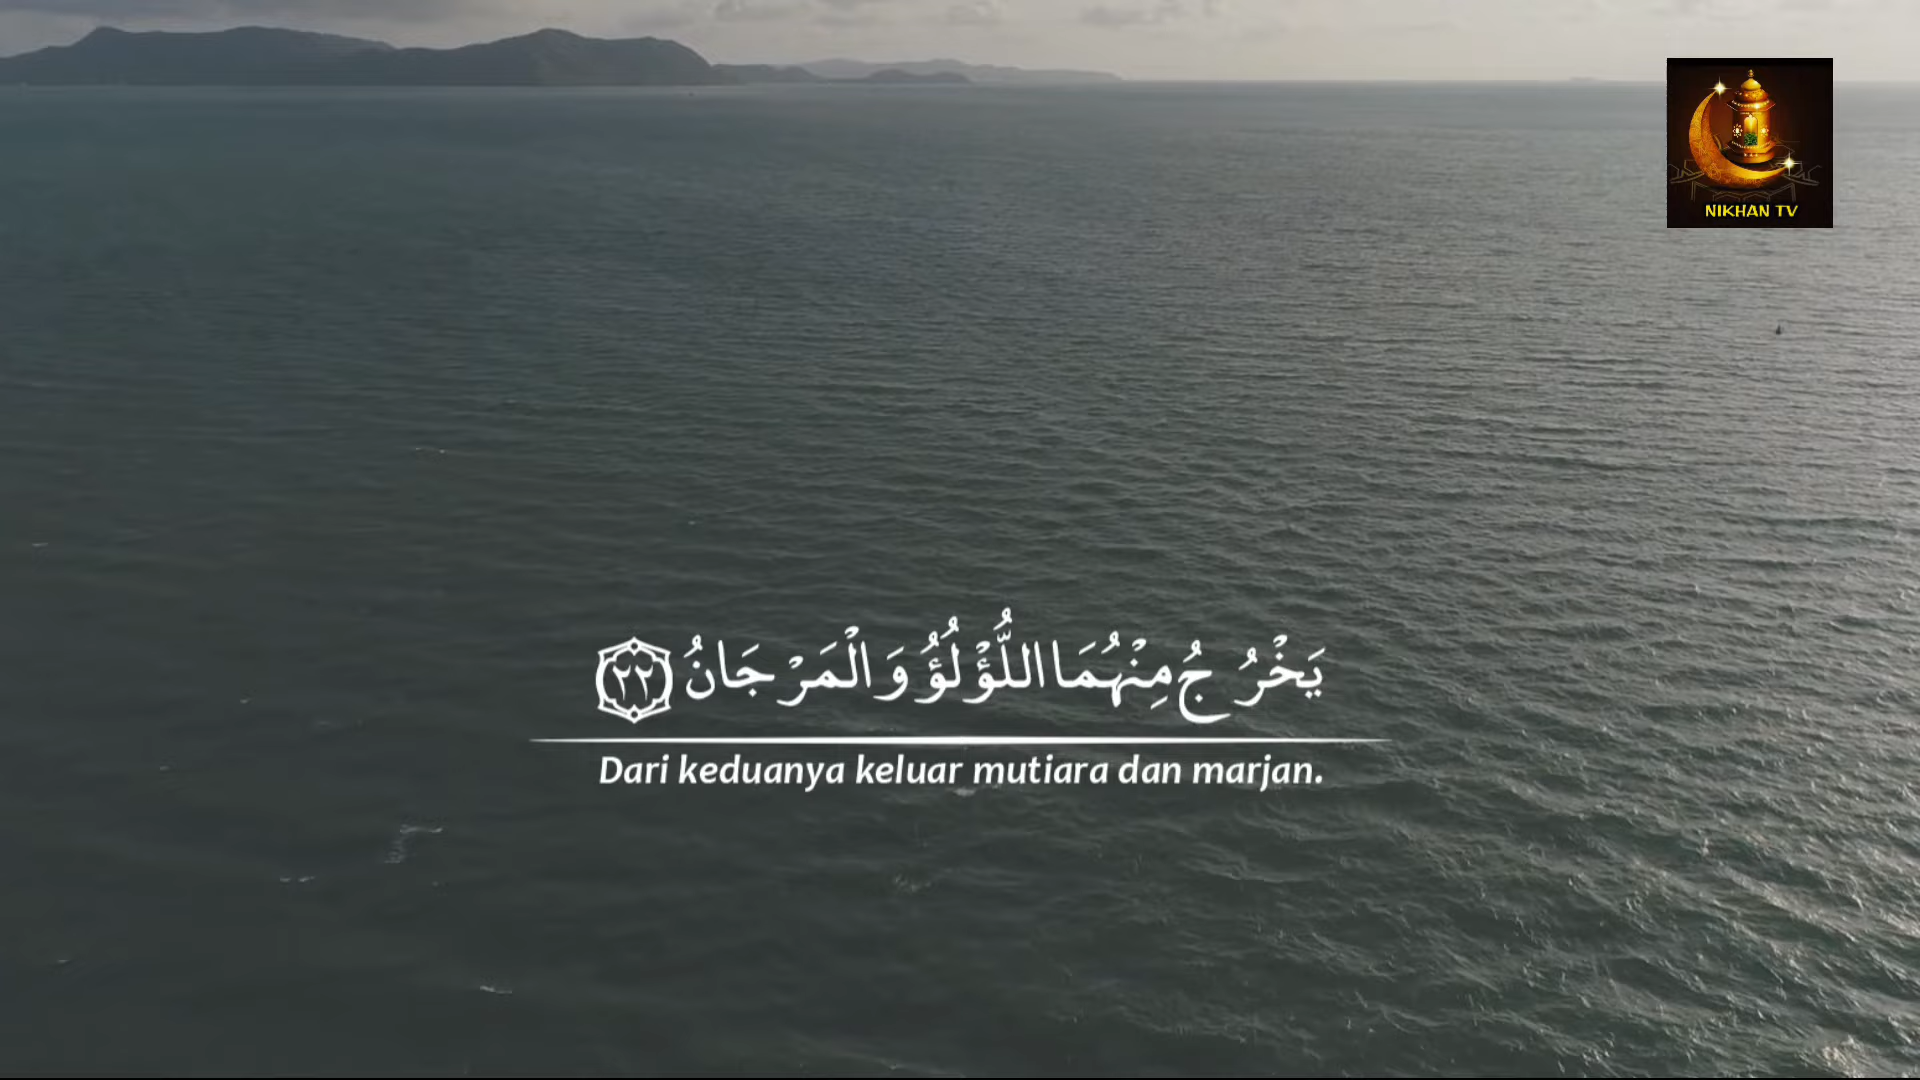 NIKHAN TV
يَخْرُجُ مِنْهُمَا اللُّؤْلُؤُ وَالْمَرْجَانُ ٢٢
Dari keduanya keluar mutiara dan marjan.